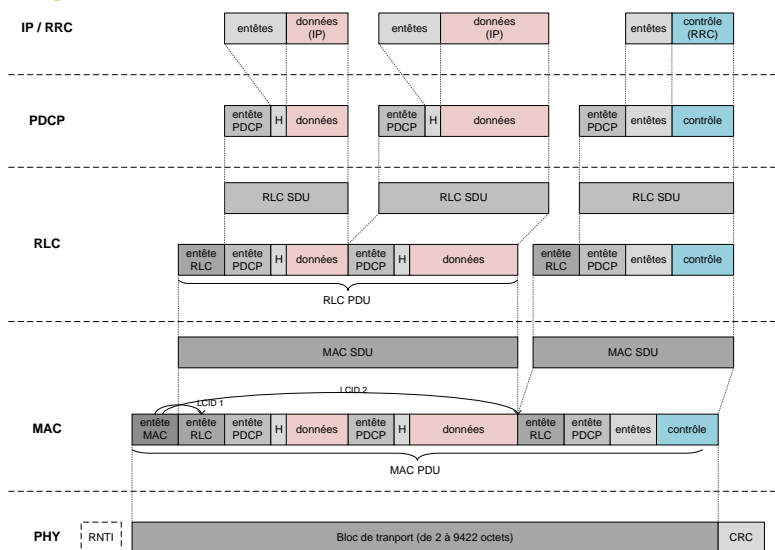 IP / RRC
entêtes
données
(IP)
entêtes
données
(IP)
entêtes
contrôle
(RRC)
PDCP
entête
PDCP
H
données
entête
PDCP
H
données
entête
PDCP
entêtes
contrôle
RLC SDU
RLC SDU
RLC SDU
RLC
entête
RLC
entête
PDCP
H
données
entête
PDCP
H
données
entête
RLC
entête
PDCP
entêtes
contrôle
RLC PDU
MAC SDU
MAC SDU
LCID 1
LCID 2
MAC
entête
MAC
entête
RLC
entête
PDCP
H
données
entête
PDCP
H
données
entête
RLC
entête
PDCP
entêtes
contrôle
MAC PDU
PHY
RNTI
Bloc de tranport (de 2 à 9422 octets)
CRC